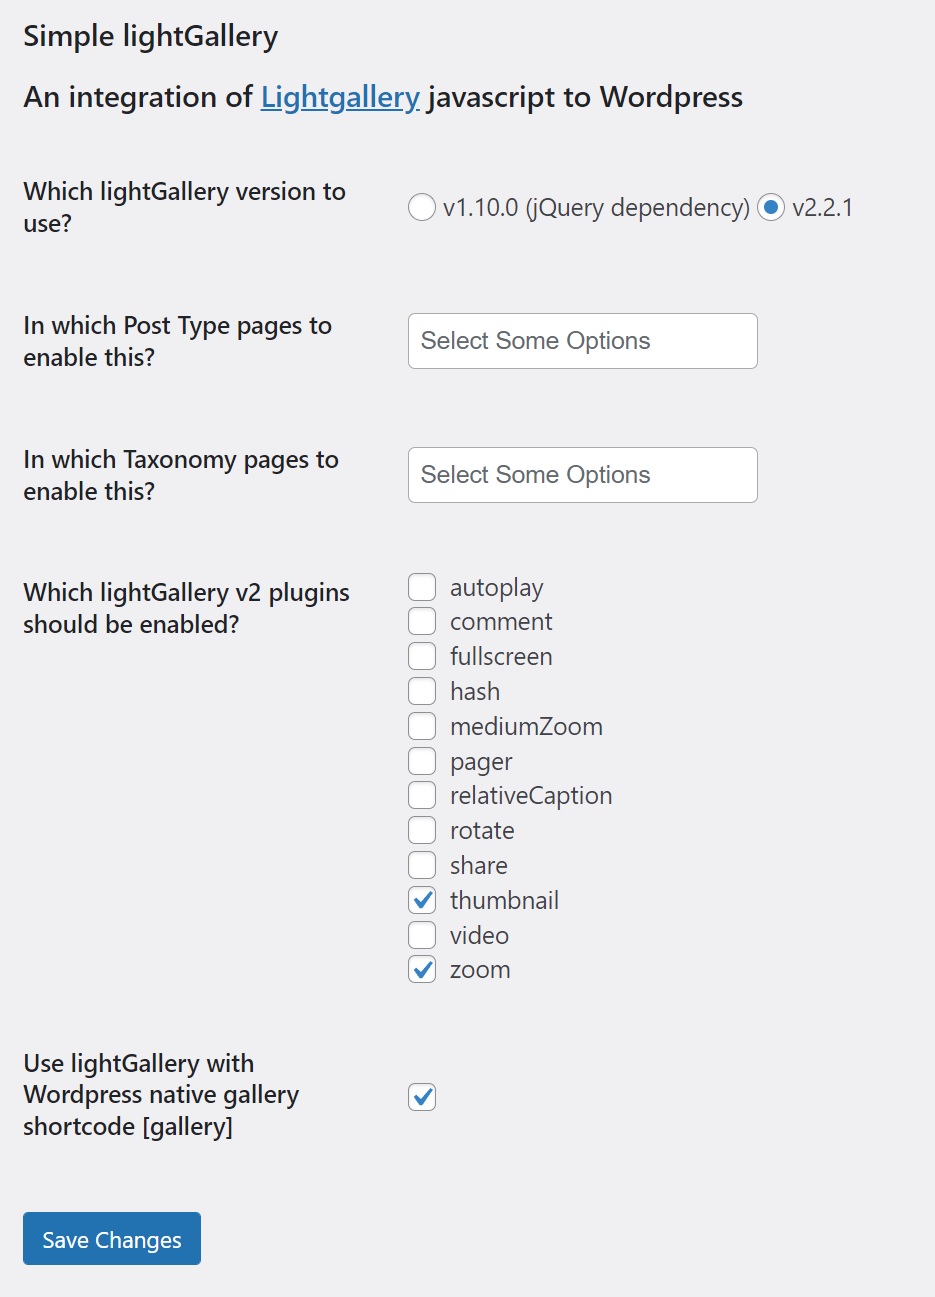 Simple lightGallery
An integration of Lightgallery javascript to Wordpress
Which lightGallery version to
use?
v1.10.0 (jQuery dependency) v2.2.1
In which Post Type pages to
enable this?
Select Some Options
In which Taxonomy pages to
enable this?
Select Some Options
Which lightGallery v2 plugins
should be enabled?
autoplay
comment
fullscreen
hash
mediumZoom
pager
relativeCaption
rotate
share
thumbnail
video
zoom
Use lightGallery with
Wordpress native gallery
shortcode [gallery]
Save Changes